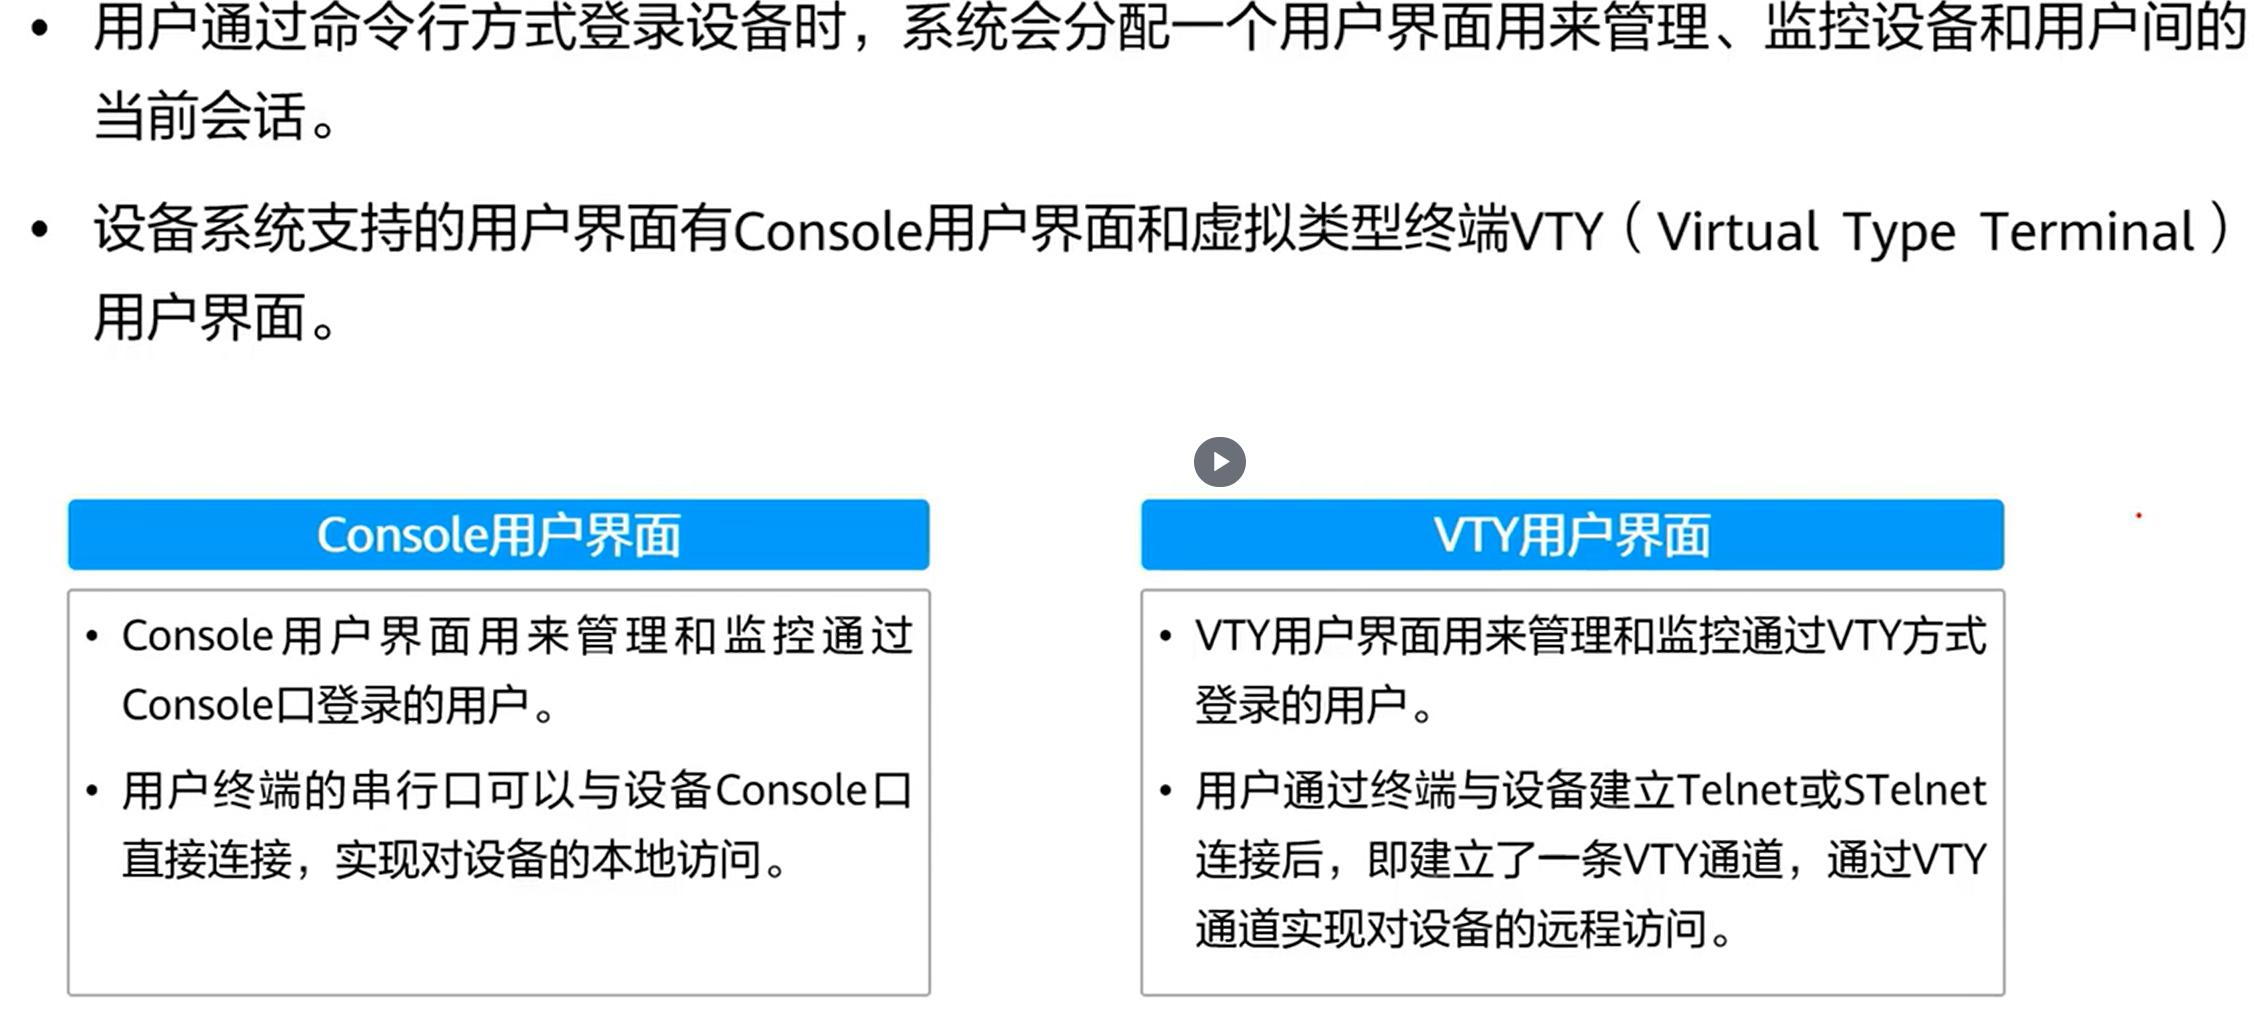 • 用户通过命令行方式登录设备时，系统会分配一个用户界面用来管理、监控设备和用户间的
当前会话。
• 设备系统支持的用户界面有Console用户界面和虚拟类型终端VTY（Virtual Type Terminal）
用户界面。
Console用户界面
• Console用户界面用来管理和监控通过
Console口登录的用户。
• 用户终端的串行口可以与设备Console口
直接连接，实现对设备的本地访问。
VTY用户界面
• VTY用户界面用来管理和监控通过VTY方式
登录的用户。
• 用户通过终端与设备建立Telnet或STelnet
连接后，即建立了一条VTY通道，通过VTY
通道实现对设备的远程访问。